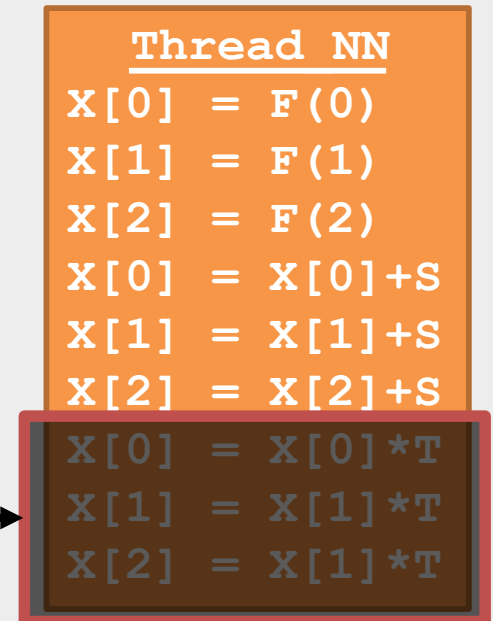 Thread NN
X[0] = F(0)
X[1] = F(1)
X[2] = F(2)
X[0] = X[0]+S
X[1] = X[1]+S
X[2] = X[2]+S
X[0] = X[0]*T
X[1] = X[1]*T
X[2] = X[1]*T